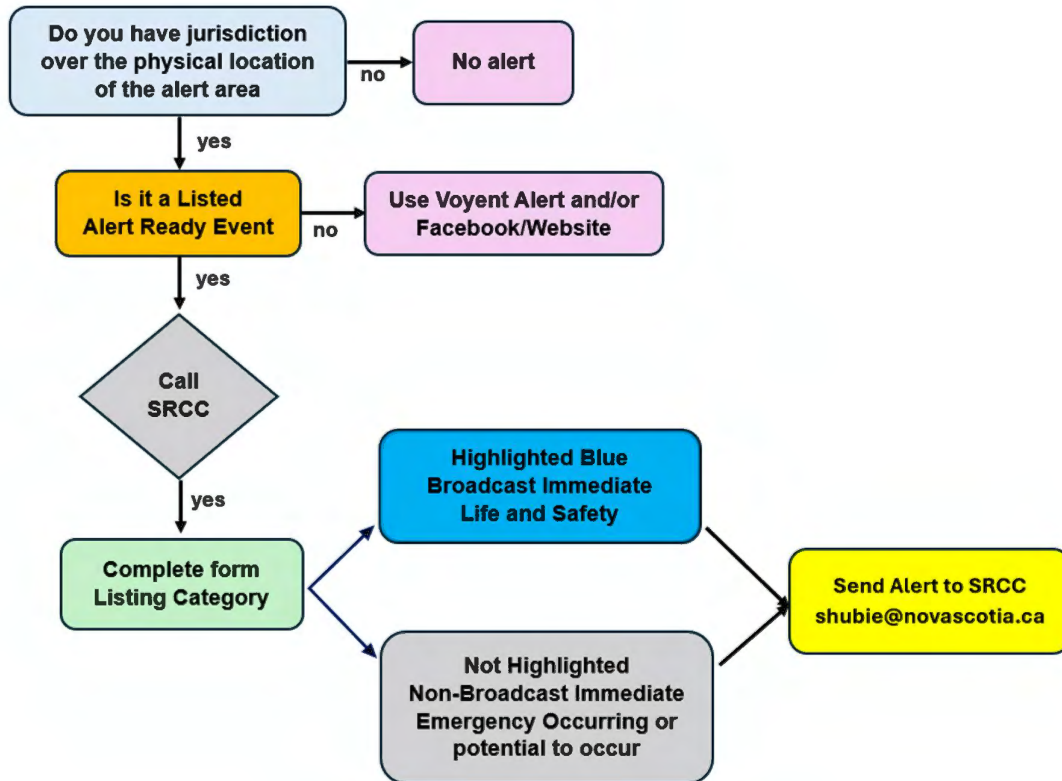 Do you have jurisdiction
over the physical location
of the alert area
no
No alert
yes
Is it a Listed
Alert Ready Event
no
Use Voyent Alert and/or
Facebook/Website
yes
Call
SRCC
yes
Complete form
Listing Category
Highlighted Blue
Broadcast Immediate
Life and Safety
Not Highlighted
Non-Broadcast Immediate
Emergency Occurring or
potential to occur
Send Alert to SRCC
shubie@novascotia.ca